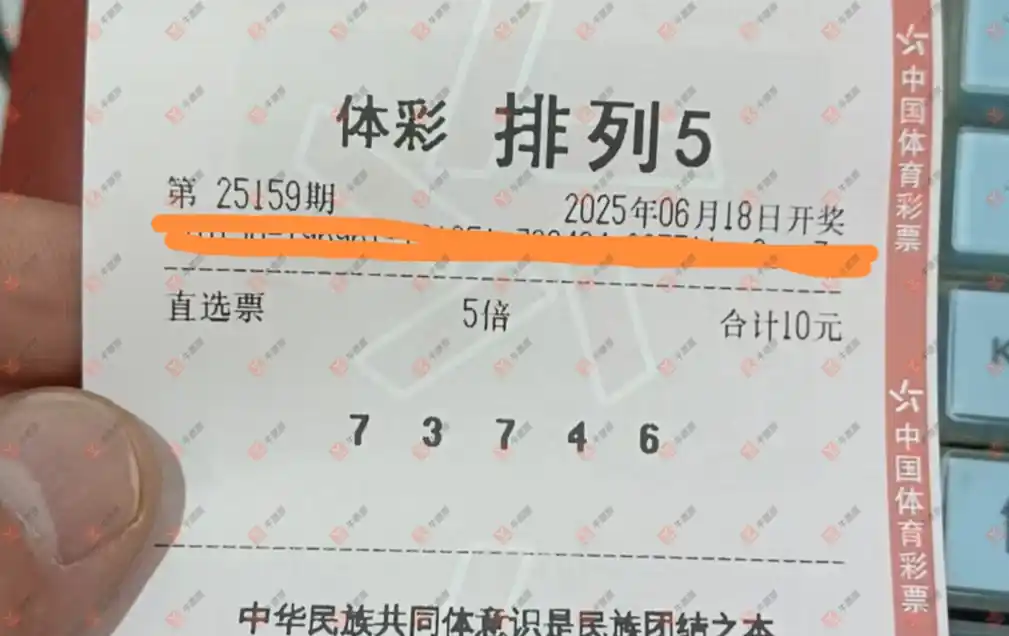 体彩 排列5
第 25159期 2025年06月18日开奖
直选票 5倍 合计10元
7 3 7 4 6
中华民族共同体意识是民族团结之本
中国体育彩票
中国体育彩票